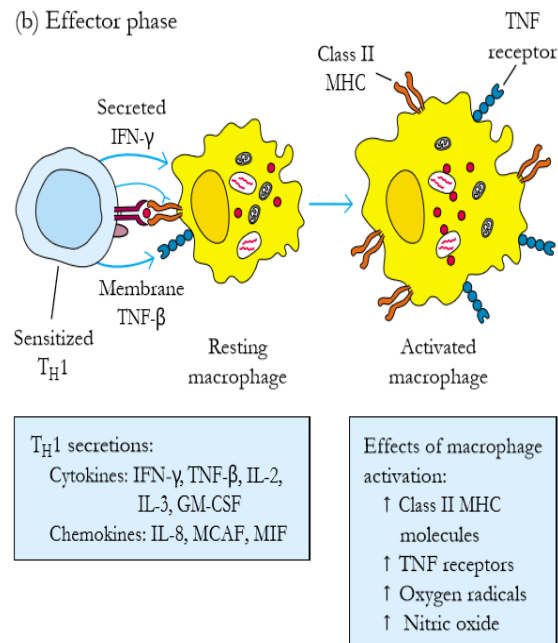 (b) Effector phase
TNF
receptor
Class II
MHC
Secreted
IFN-γ
Membrane
TNF-β
Sensitized
T_H1
Resting
macrophage
Activated
macrophage
T_H1 secretions:
Cytokines: IFN-γ, TNF-β, IL-2,
IL-3, GM-CSF
Chemokines: IL-8, MCAF, MIF
Effects of macrophage
activation:
↑ Class II MHC
molecules
↑ TNF receptors
↑ Oxygen radicals
↑ Nitric oxide